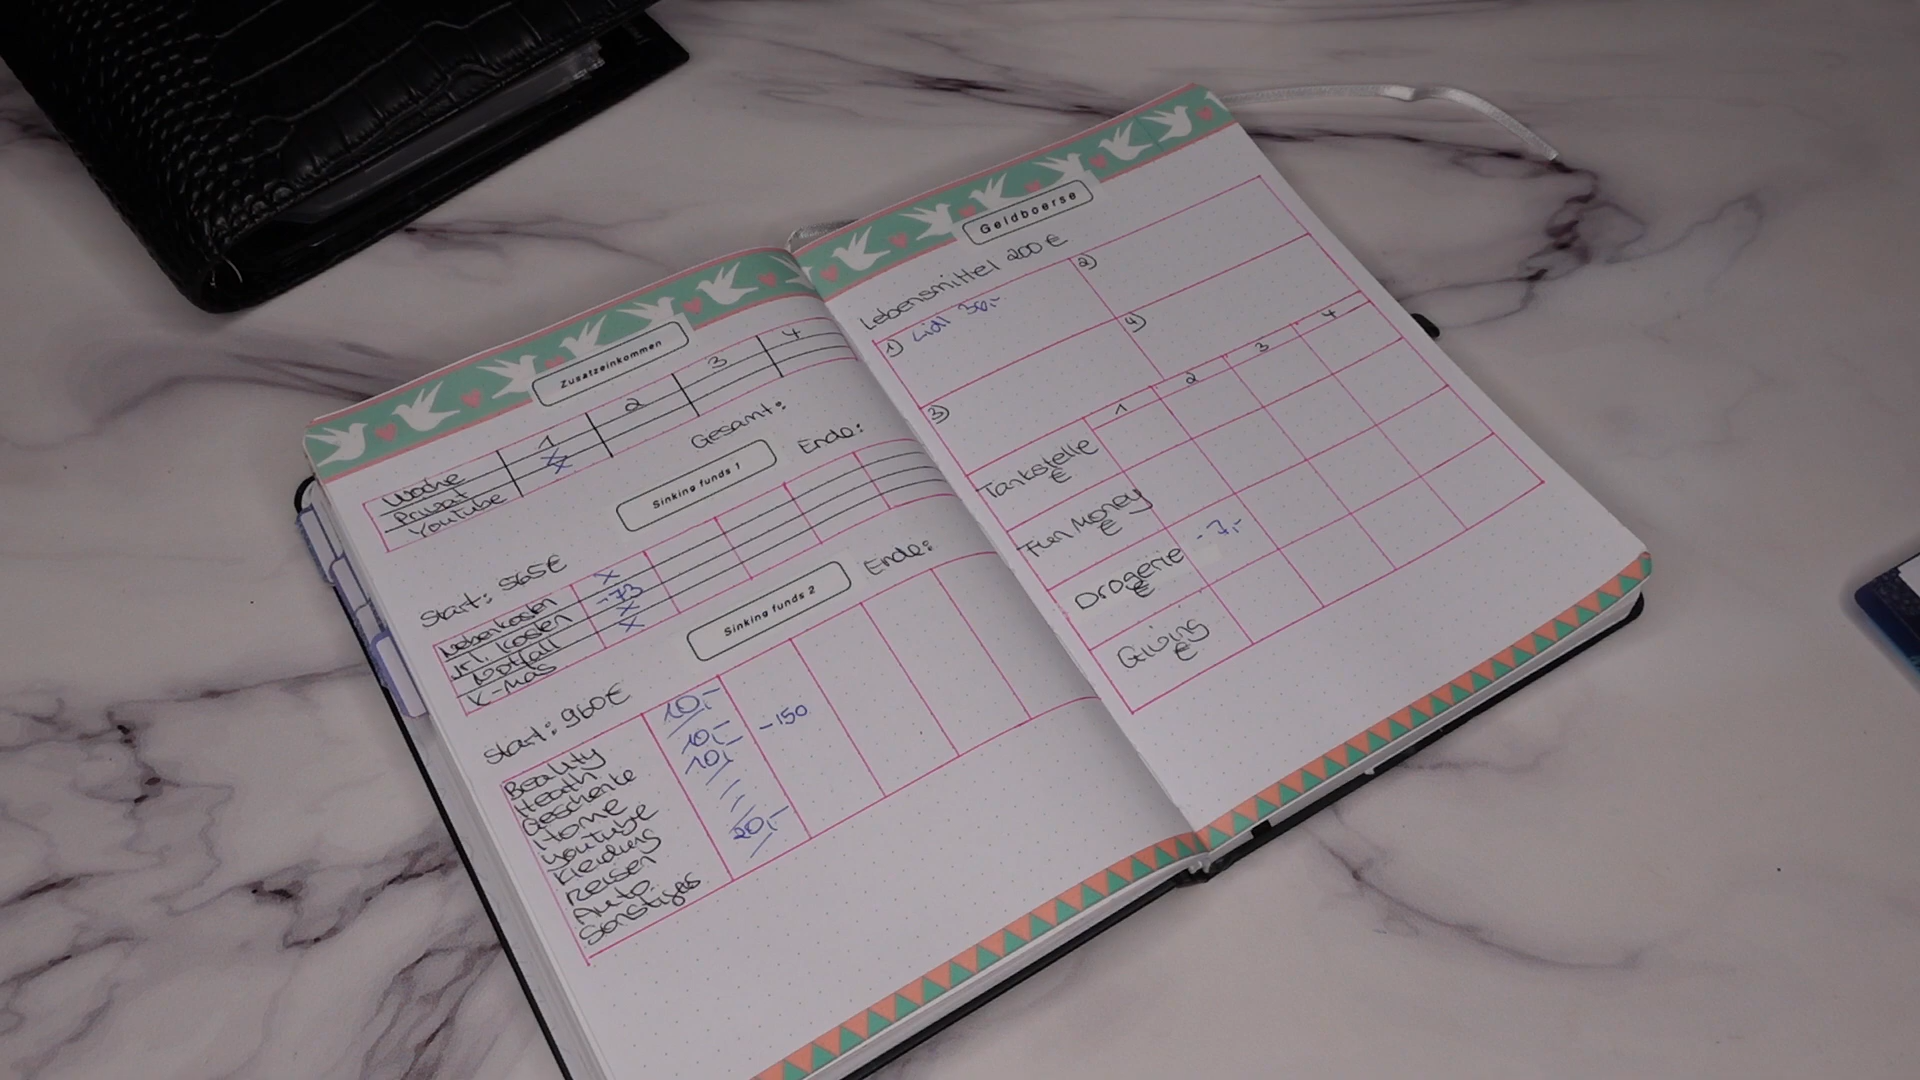 Zusatzeinkommen
1 2 3 4
Woche
Privat X
YouTube X
Gesamt:
Sinking funds 1
Start: 565€ Ende:
Nebenkosten X
Jrl. Kosten -73
Notfall X
X-mas X
Sinking funds 2
Start: 960€ Ende:
Beauty 10,-
Heath 10,- -150
Geschenke 10,-
Home
Youtube
Kleidung 20,-
Reisen
Auto
Sonstiges
Geldboerse
Lebensmittel 200€
1) Lidl 30,- 2)
3) 4)
1 2 3 4
Tankstelle
€
Fun Money
€
Drogerie - 7,-
€
Giving
€